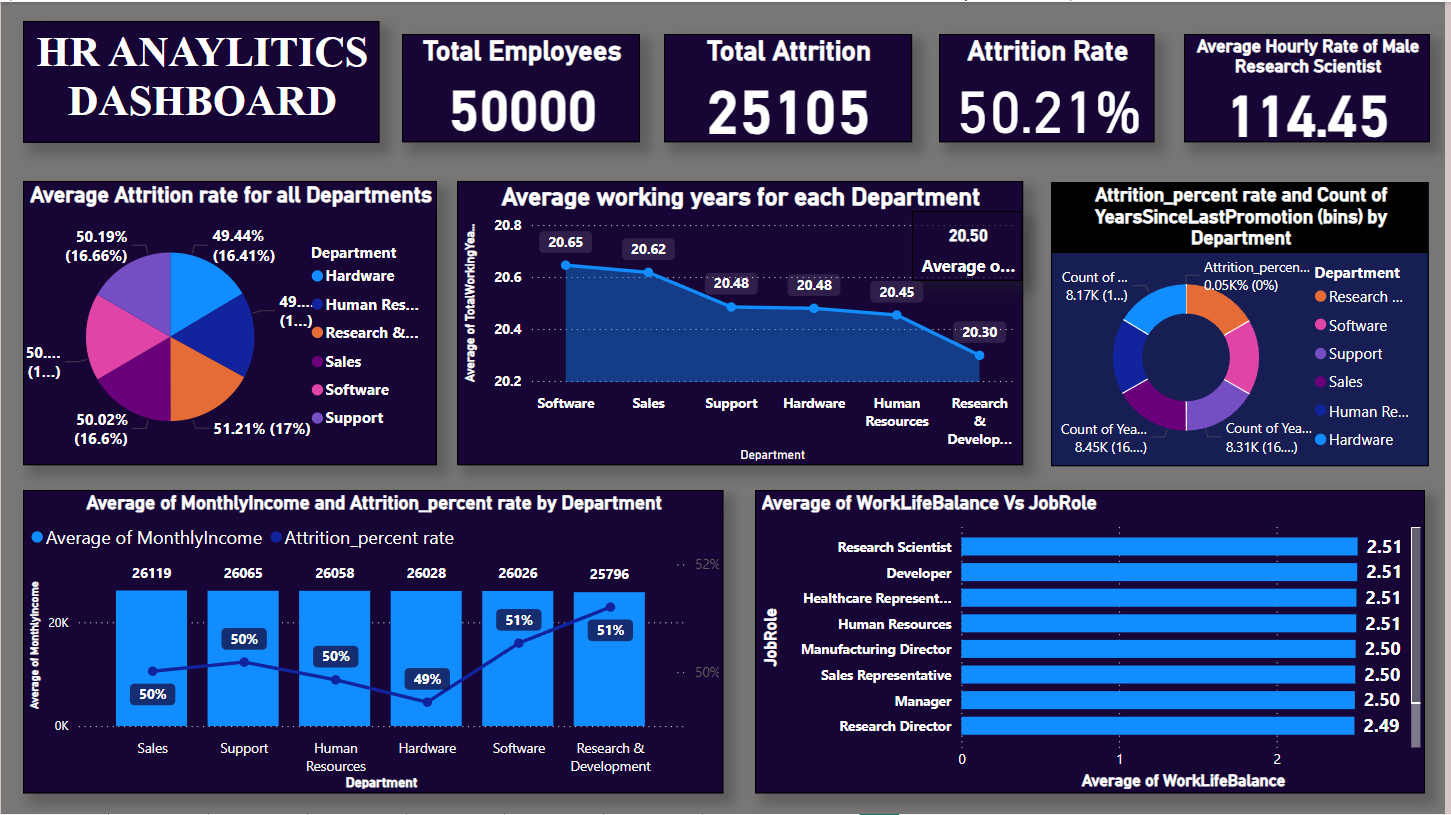 HR ANAYLITICS
DASHBOARD
Total Employees
50000
Total Attrition
25105
Attrition Rate
50.21%
Average Hourly Rate of Male
Research Scientist
114.45
Average Attrition rate for all Departments
50.19%
(16.66%)
49.44%
(16.41%)
49....
(1...)
50....
(1...)
50.02%
(16.6%)
51.21% (17%)
Department
Hardware
Human Res...
Research &...
Sales
Software
Support
Average working years for each Department
Average of TotalWorkingYea...
20.8
20.6
20.4
20.2
20.65
20.62
20.48
20.48
20.45
20.30
20.50
Average o...
Software
Sales
Support
Hardware
Human
Resources
Research
&
Develop...
Department
Attrition_percent rate and Count of
YearsSinceLastPromotion (bins) by
Department
Count of ...
8.17K (1...)
Attrition_percen...
0.05K% (0%)
Count of Yea...
8.45K (16....)
Count of Yea...
8.31K (16....)
Department
Research ...
Software
Support
Sales
Human Re...
Hardware
Average of MonthlyIncome and Attrition_percent rate by Department
Average of MonthlyIncome
Attrition_percent rate
Average of MonthlyIncome
20K
0K
26119
26065
26058
26028
26026
25796
50%
50%
50%
49%
51%
51%
52%
50%
Sales
Support
Human
Resources
Hardware
Software
Research &
Development
Department
Average of WorkLifeBalance Vs JobRole
JobRole
Research Scientist
2.51
Developer
2.51
Healthcare Represent...
2.51
Human Resources
2.51
Manufacturing Director
2.50
Sales Representative
2.50
Manager
2.50
Research Director
2.49
0
1
2
Average of WorkLifeBalance